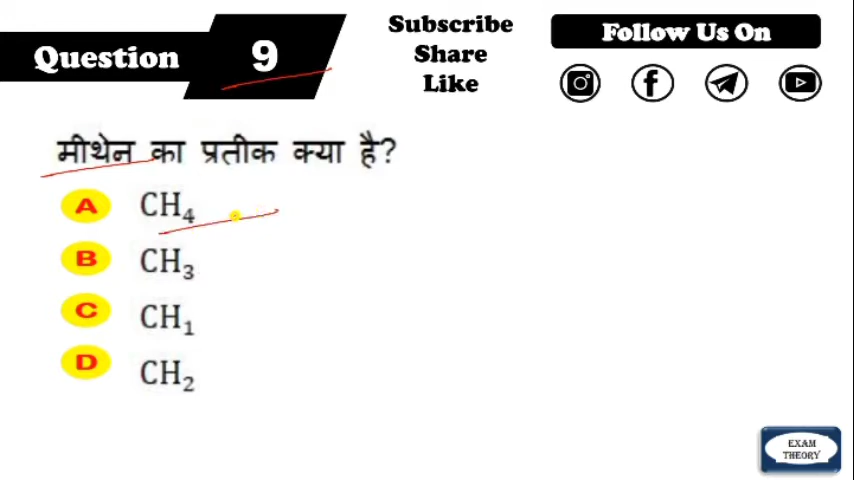 Question 9
Subscribe
Share
Like
Follow Us On
मीथेन का प्रतीक क्या है?
A CH₄
B CH₃
C CH₁
D CH₂
EXAM
THEORY